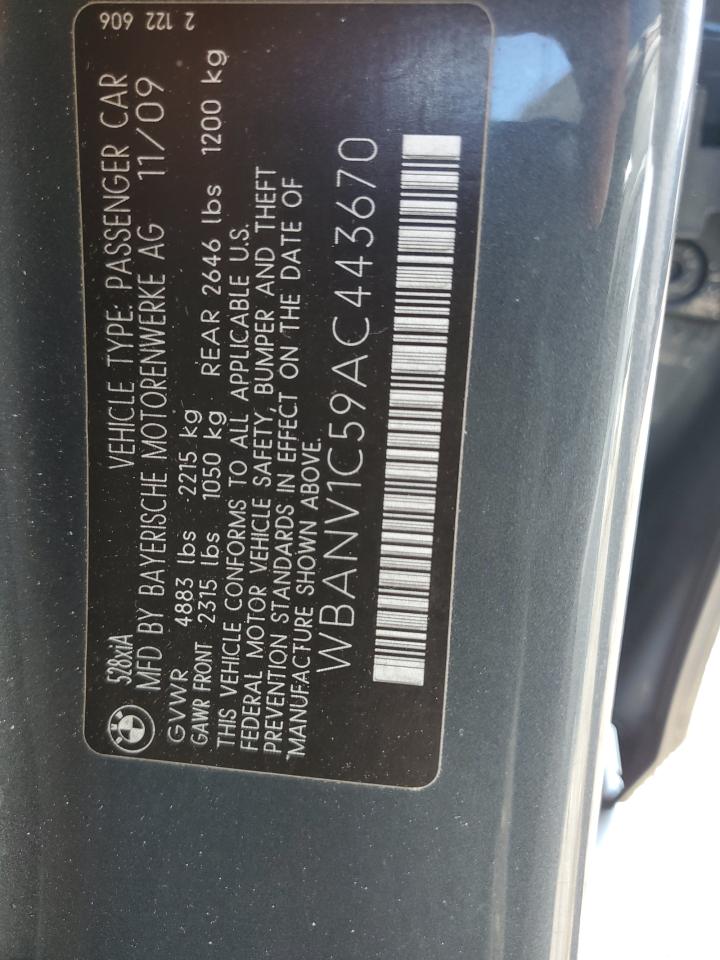 528xiA VEHICLE TYPE: PASSENGER CAR 2 122 606
MFD BY BAYERISCHE MOTORENWERKE AG 11/09
GVWR 4883 lbs 2215 kg
GAWR FRONT 2315 lbs 1050 kg REAR 2646 lbs 1200 kg
THIS VEHICLE CONFORMS TO ALL APPLICABLE U.S.
FEDERAL MOTOR VEHICLE SAFETY, BUMPER AND THEFT
PREVENTION STANDARDS IN EFFECT ON THE DATE OF
MANUFACTURE SHOWN ABOVE.
WBANV1C59AC443670